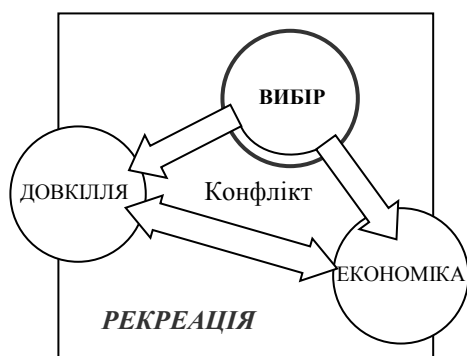 ВИБІР
ДОВКІЛЛЯ
Конфлікт
ЕКОНОМІКА
РЕКРЕАЦІЯ